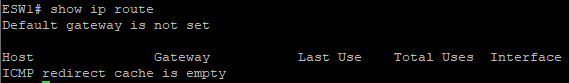 ESW1# show ip route
Default gateway is not set
Host Gateway Last Use Total Uses Interface
ICMP redirect cache is empty